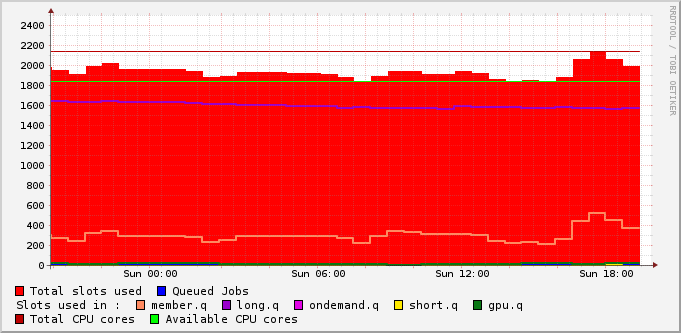 RRDTOOL / TOBI OETIKER
2400
2200
2000
1800
1600
1400
1200
1000
800
600
400
200
0
Sun 00:00 Sun 06:00 Sun 12:00 Sun 18:00
Total slots used Queued Jobs
Slots used in : member.q long.q ondemand.q short.q gpu.q
Total CPU cores Available CPU cores